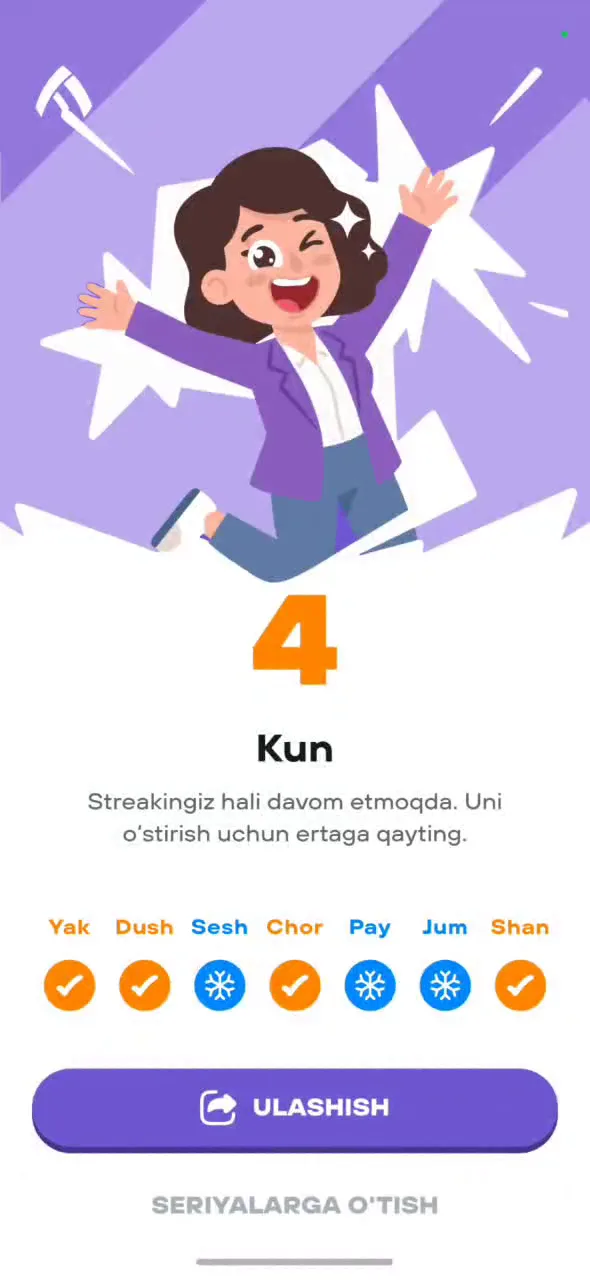 4
Kun
Streakingiz hali davom etmoqda. Uni
o'stirish uchun ertaga qayting.
Yak Dush Sesh Chor Pay Jum Shan
ULASHISH
SERIYALARGA O'TISH